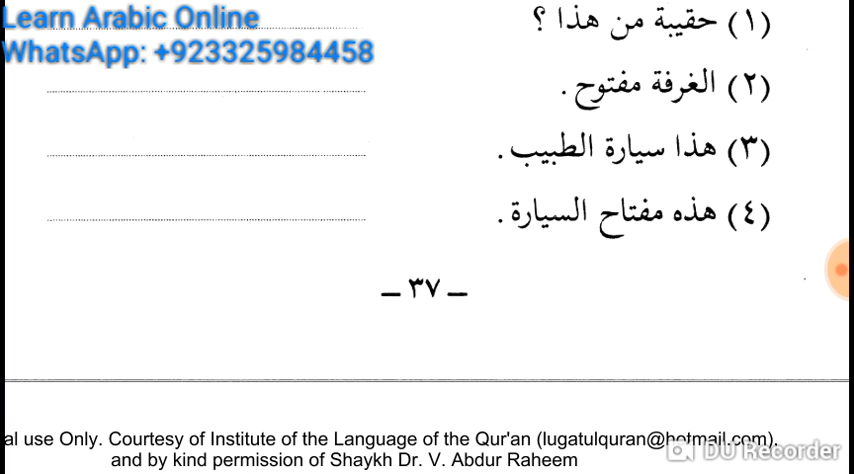 Learn Arabic Online
WhatsApp: +923325984458
(١) حقيبة من هذا ؟
(٢) الغرفة مفتوح .
(٣) هذا سيارة الطبيب .
(٤) هذه مفتاح السيارة .
ــ ٣٧ ــ
al use Only. Courtesy of Institute of the Language of the Qur'an (lugatulquran@hotmail.com).
and by kind permission of Shaykh Dr. V. Abdur Raheem
DU Recorder